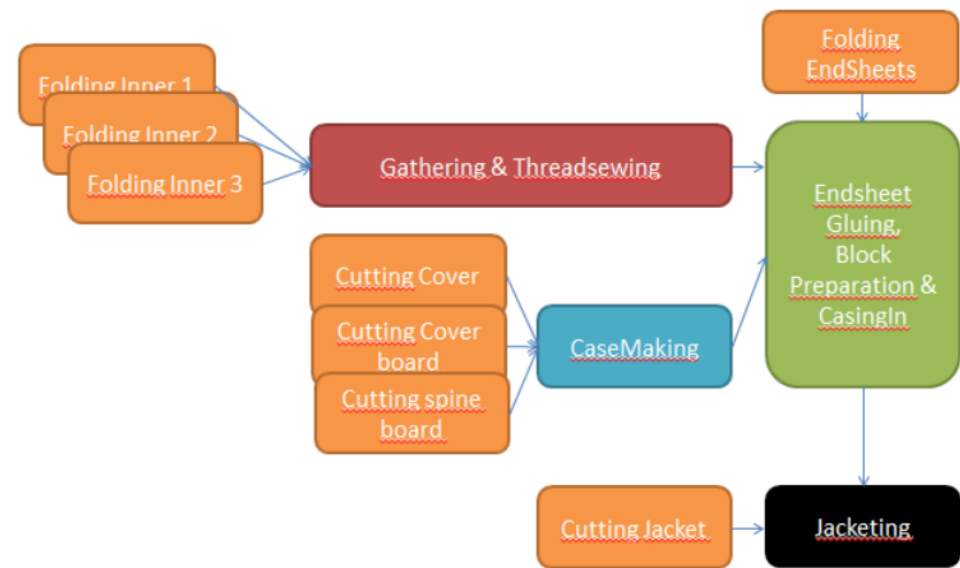 Folding
EndSheets
Folding Inner 1
Folding Inner 2
Folding Inner 3
Gathering & Threadsewing
Endsheet
Gluing,
Block
Preparation &
CasingIn
Cutting Cover
Cutting Cover
board
Cutting spine
board
CaseMaking
Cutting Jacket
Jacketing